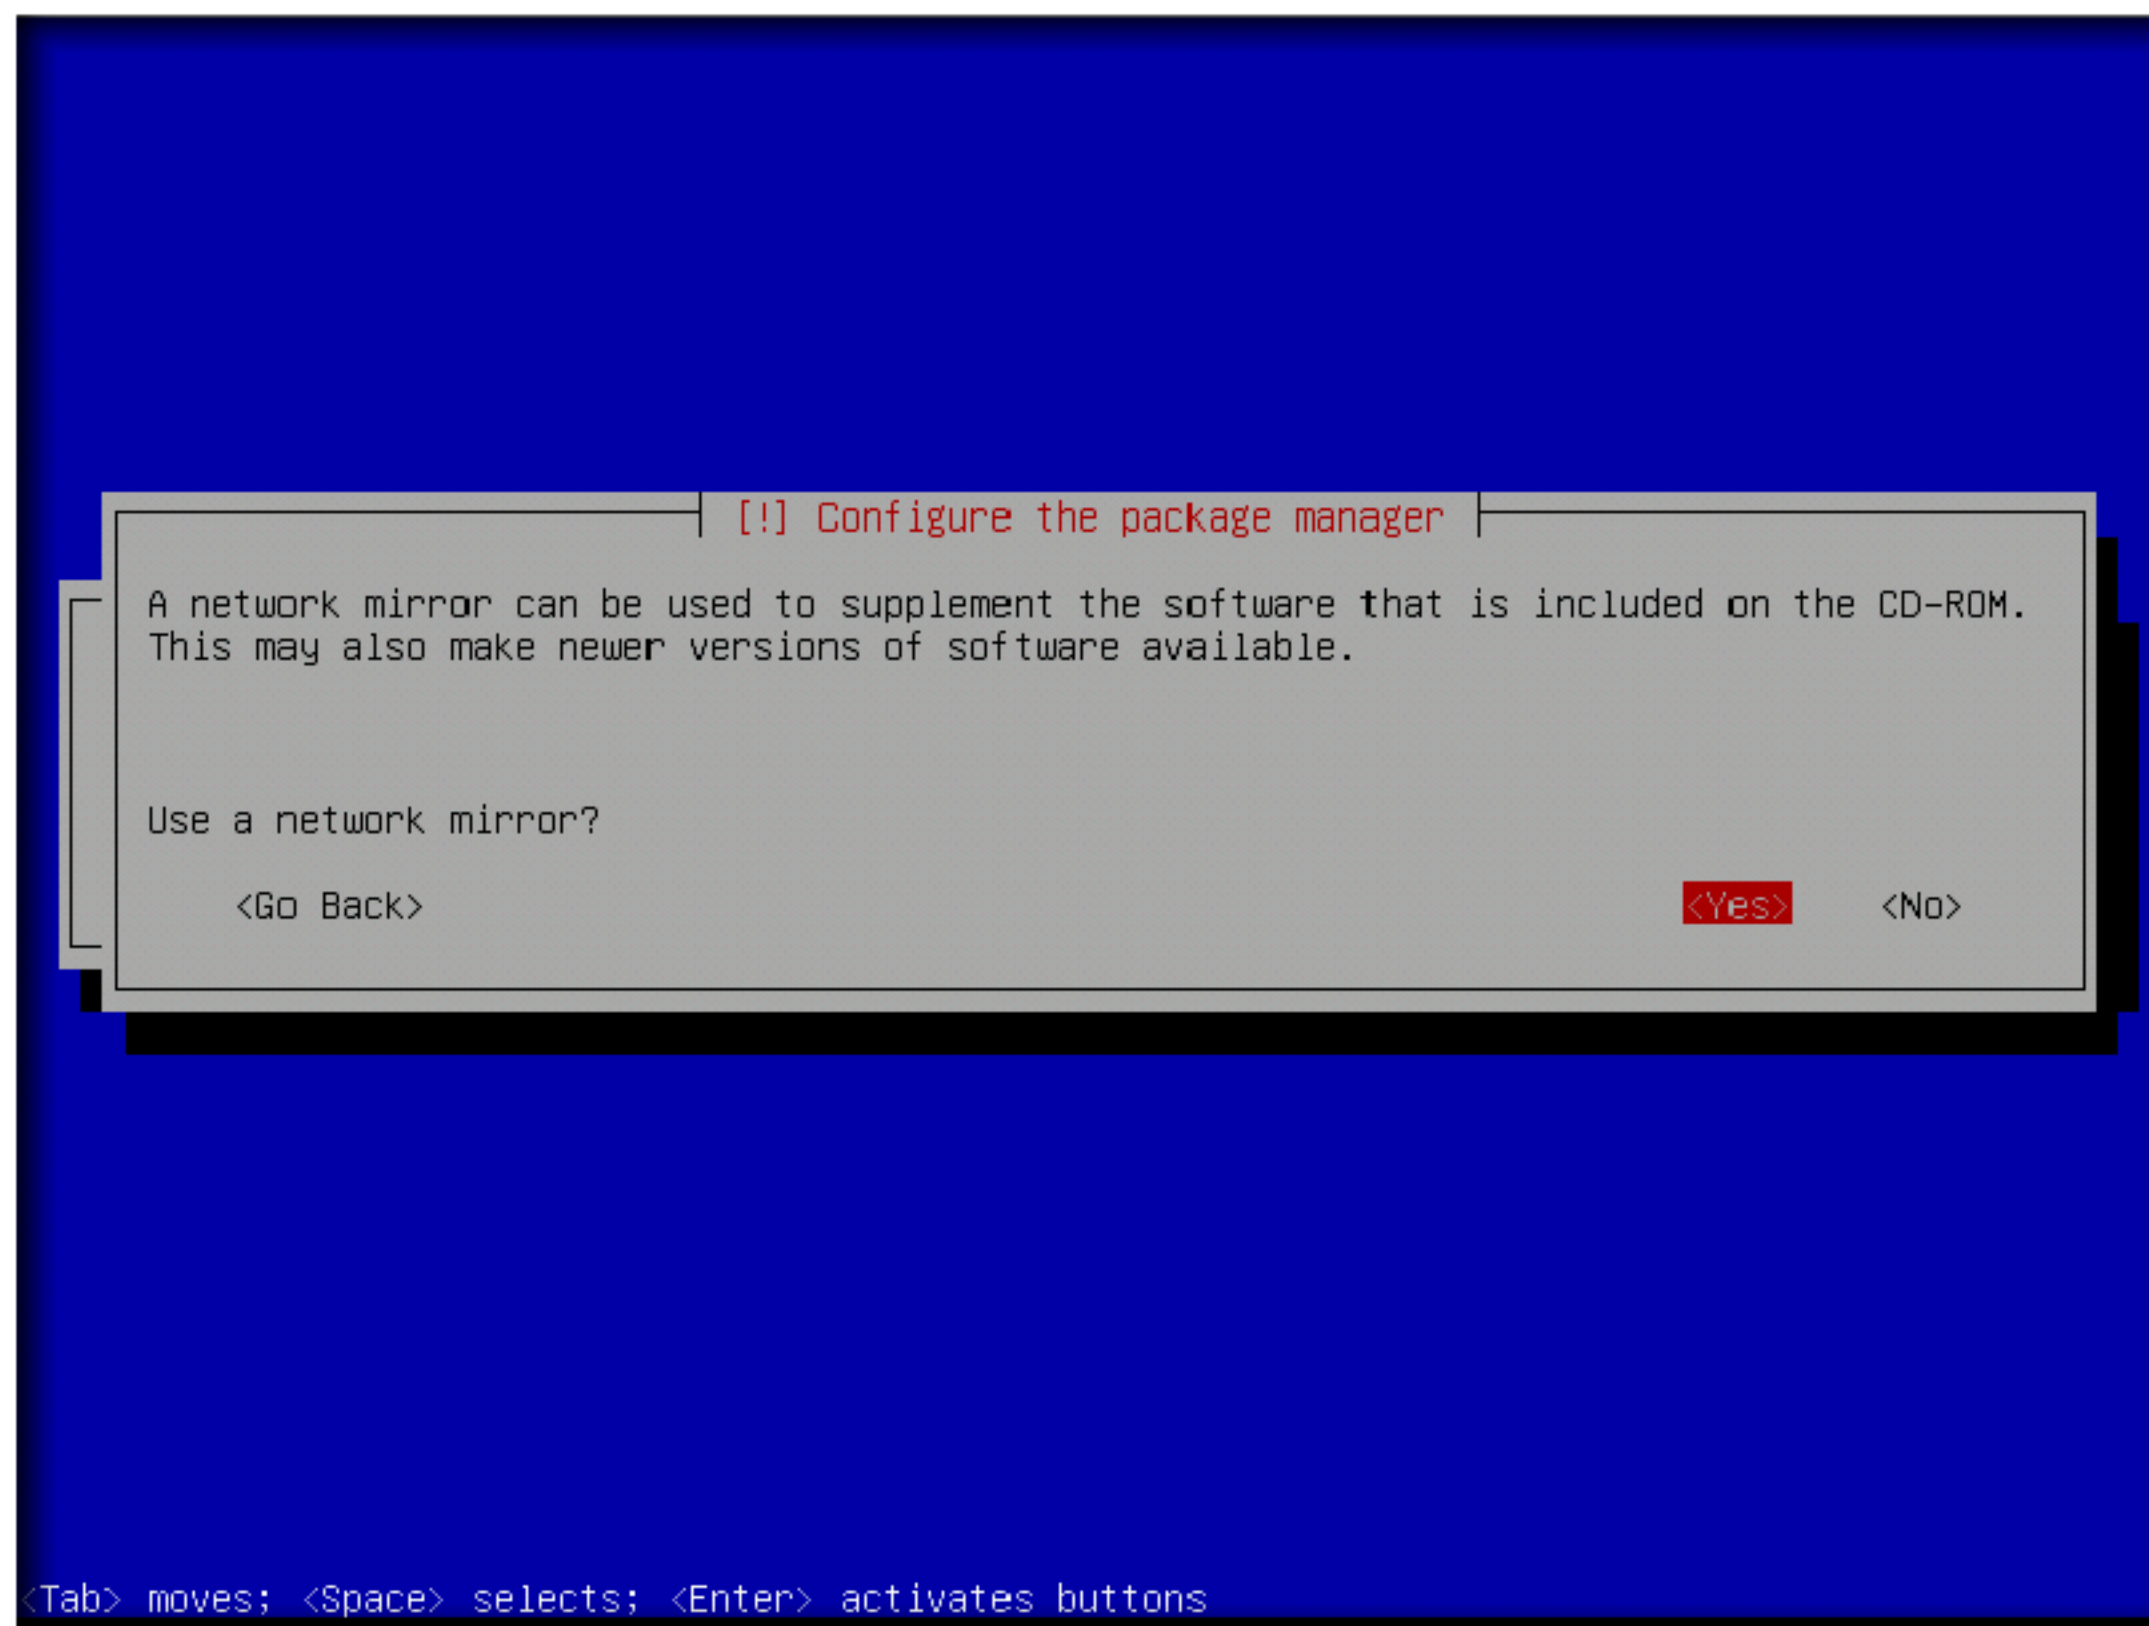 [!] Configure the package manager
A network mirror can be used to supplement the software that is included on the CD-ROM.
This may also make newer versions of software available.
Use a network mirror?
<Go Back> <Yes> <No>
<Tab> moves; <Space> selects; <Enter> activates buttons